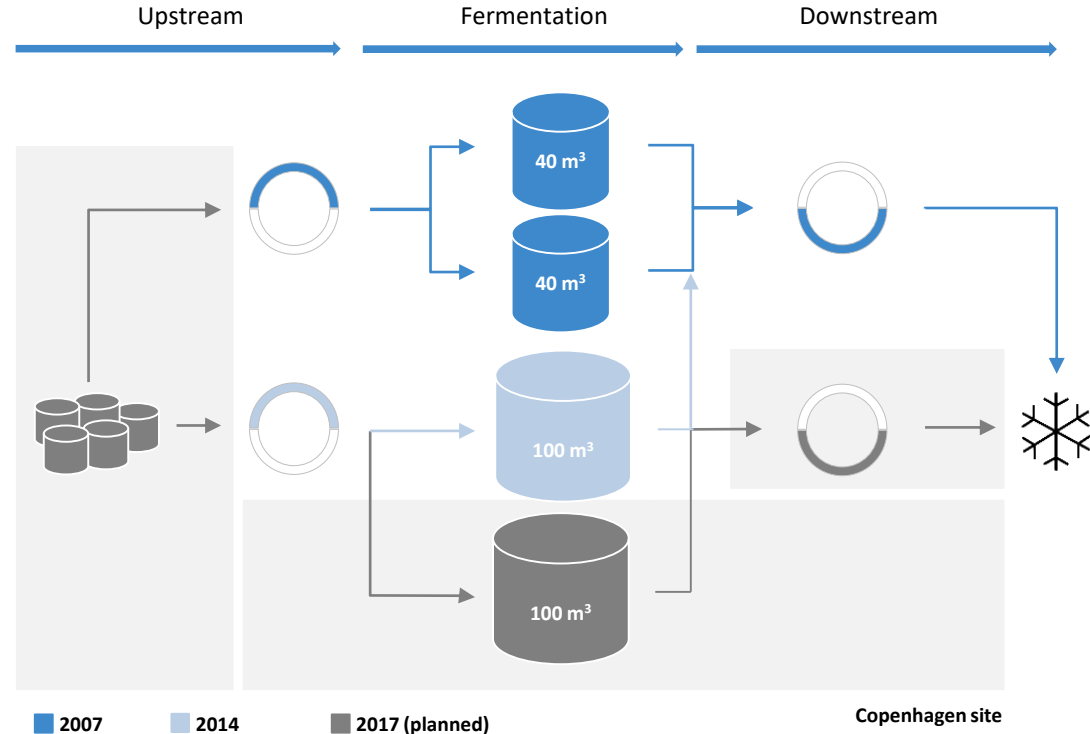 Upstream
Fermentation
Downstream
40 m³
40 m³
100 m³
100 m³
2007
2014
2017 (planned)
Copenhagen site